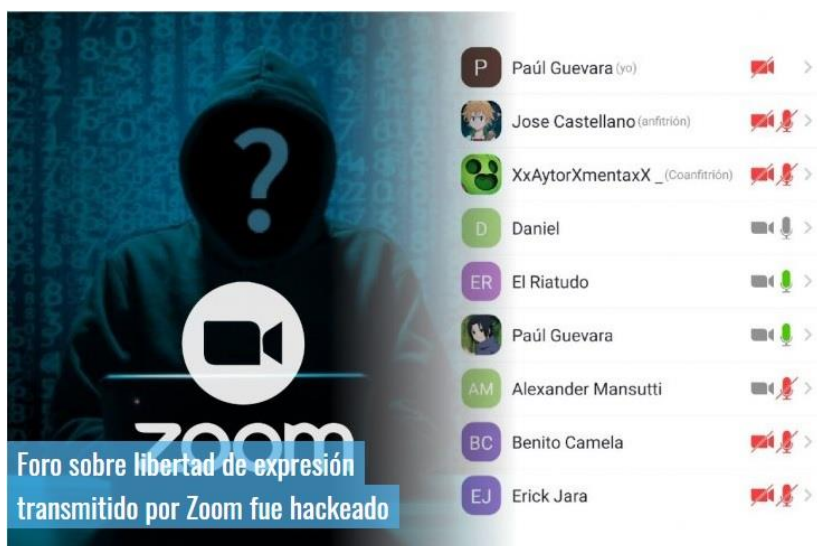 ?
zoom
Foro sobre libertad de expresión
transmitido por Zoom fue hackeado
P Paúl Guevara (yo)
Jose Castellano (anfitrión)
XxAytorXmentaxX _ (Coanfitrión)
D Daniel
ER El Riatudo
Paúl Guevara
AM Alexander Mansutti
BC Benito Camela
EJ Erick Jara